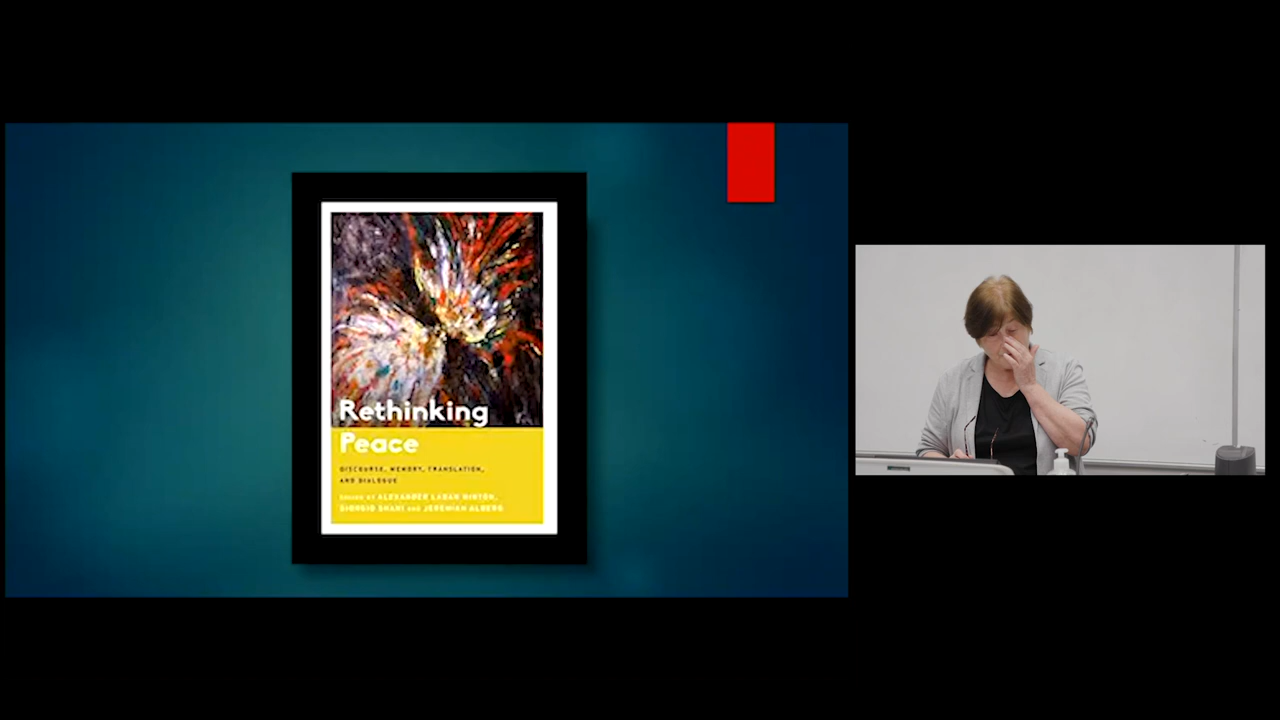 Rethinking
Peace
DISCOURSE, MEMORY, TRANSLATION,
AND DIALOGUE
EDITED BY ALEXANDER LABAN HINTON,
GIORGIO SHANI AND JEREMIAH ALBERG